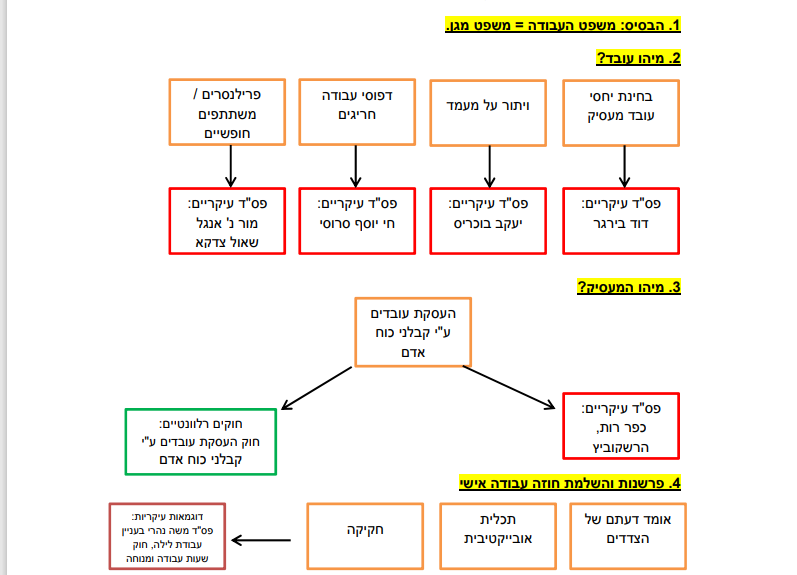 1. הבסיס: משפט העבודה = משפט מגן.
2. מיהו עובד?
בחינת יחסי
עובד מעסיק
ויתור על מעמד
דפוסי עבודה
חריגים
פרילנסרים /
משתתפים
חופשיים
פס"ד עיקריים:
דוד בירגר
פס"ד עיקריים:
יעקב בוכריס
פס"ד עיקריים:
חי יוסף סרוסי
פס"ד עיקריים:
מור נ' אנגל
שאול צדקא
3. מיהו המעסיק?
העסקת עובדים
ע"י קבלני כוח
אדם
פס"ד עיקריים:
כפר רות,
הרשקוביץ
חוקים רלוונטיים:
חוק העסקת עובדים ע"י
קבלני כוח אדם
4. פרשנות והשלמת חוזה עבודה אישי
אומד דעתם של
הצדדים
תכלית
אובייקטיבית
חקיקה
דוגמאות עיקריות:
פס"ד משה נהרי בעניין
עבודת לילה, חוק
שעות עבודה ומנוחה